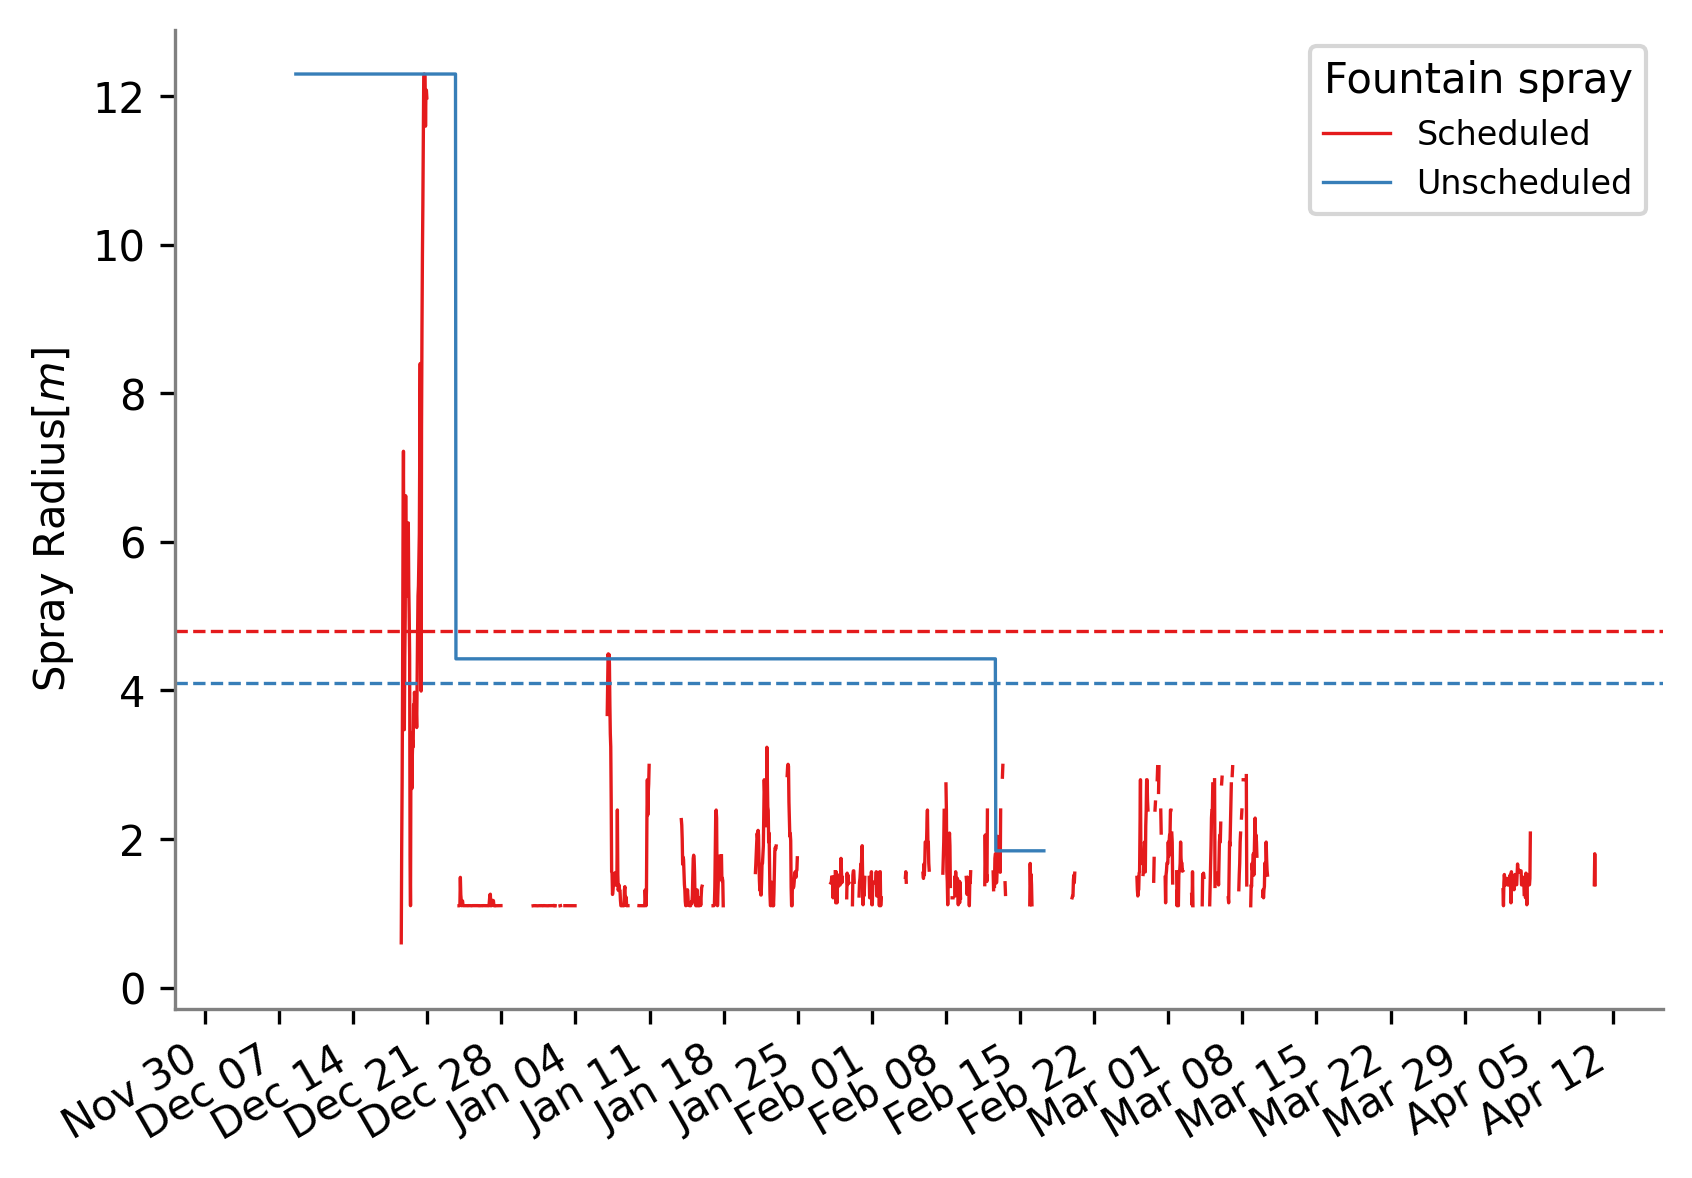 Fountain spray
Scheduled
Unscheduled
Spray Radius[m]
12
10
8
6
4
2
0
Nov 30
Dec 07
Dec 14
Dec 21
Dec 28
Jan 04
Jan 11
Jan 18
Jan 25
Feb 01
Feb 08
Feb 15
Feb 22
Mar 01
Mar 08
Mar 15
Mar 22
Mar 29
Apr 05
Apr 12